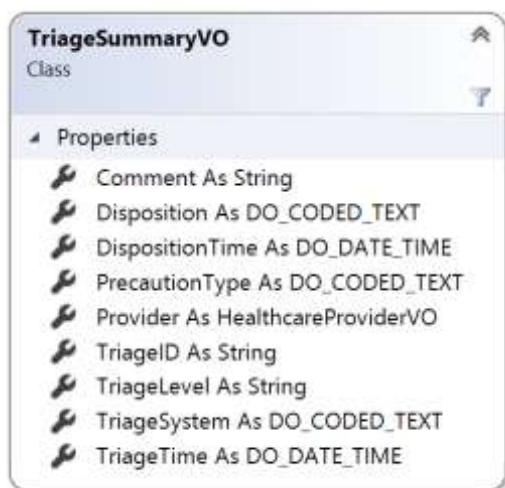 TriageSummaryVO
Class
Properties
Comment As String
Disposition As DO_CODED_TEXT
DispositionTime As DO_DATE_TIME
PrecautionType As DO_CODED_TEXT
Provider As HealthcareProviderVO
TriageID As String
TriageLevel As String
TriageSystem As DO_CODED_TEXT
TriageTime As DO_DATE_TIME